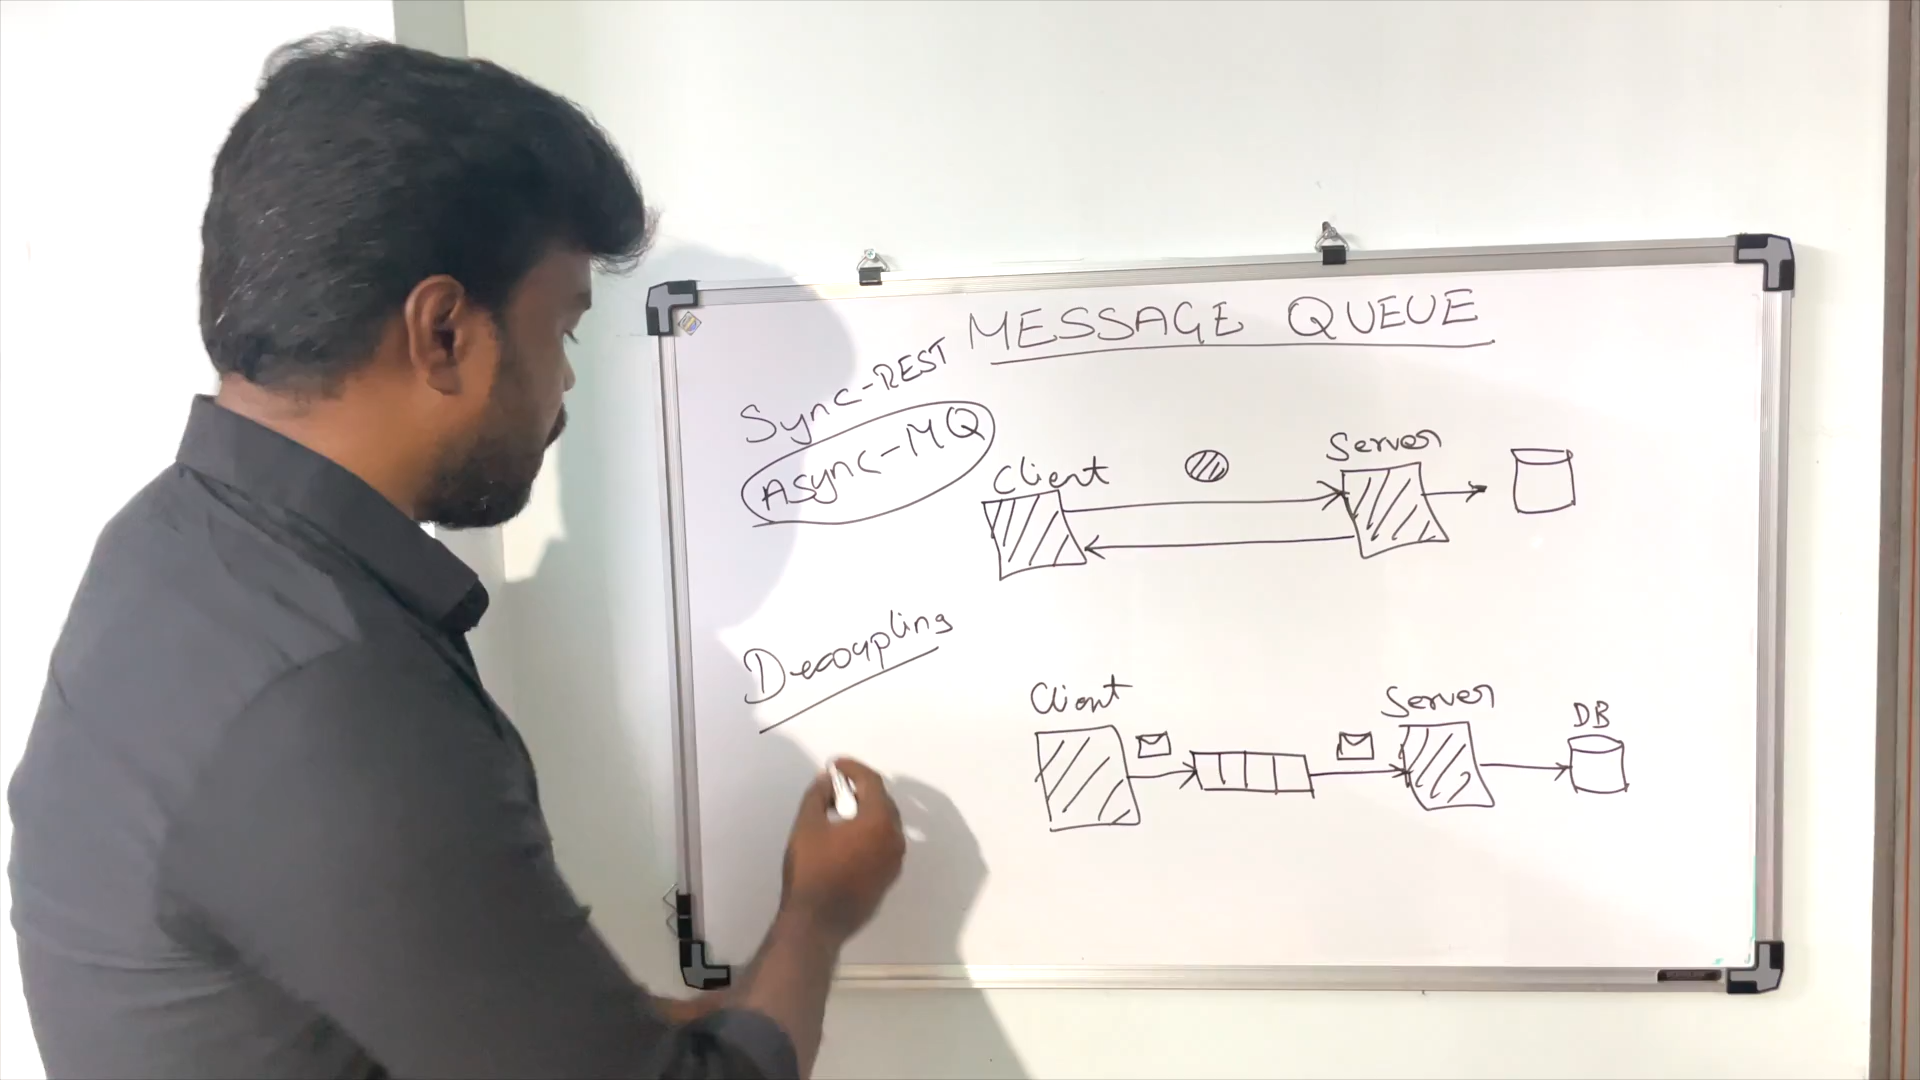 MESSAGE QUEUE
Sync-REST
Async-MQ
Client
Server
Decoupling
Client
Server
DB